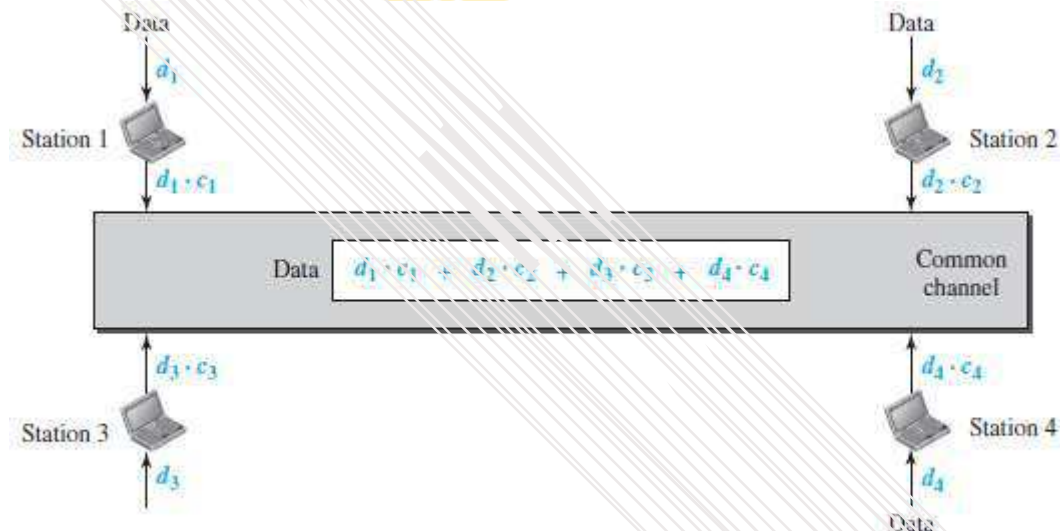 Data Data
d₁ d₂
Station 1 Station 2
d₁ · c₁ d₂ · c₂
Data d₁ · c₁ + d₂ · c₂ + d₃ · c₃ + d₄ · c₄ Common
channel
d₃ · c₃ d₄ · c₄
Station 3 Station 4
d₃ d₄
Data